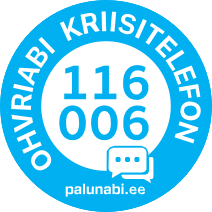 OHVRIABI KRIISITELEFON
116
006
palunabi.ee